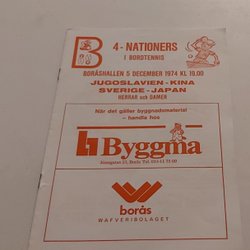 B
4-NATIONERS
I BORDTENNIS
BORÅSHALLEN 5 DECEMBER 1974 KL 19.00
JUGOSLAVIEN - KINA
SVERIGE - JAPAN
HERRAR och DAMER
När det gäller byggnadsmaterial
- handla hos
Byggma
borås
WÄFVERIBOLAGET